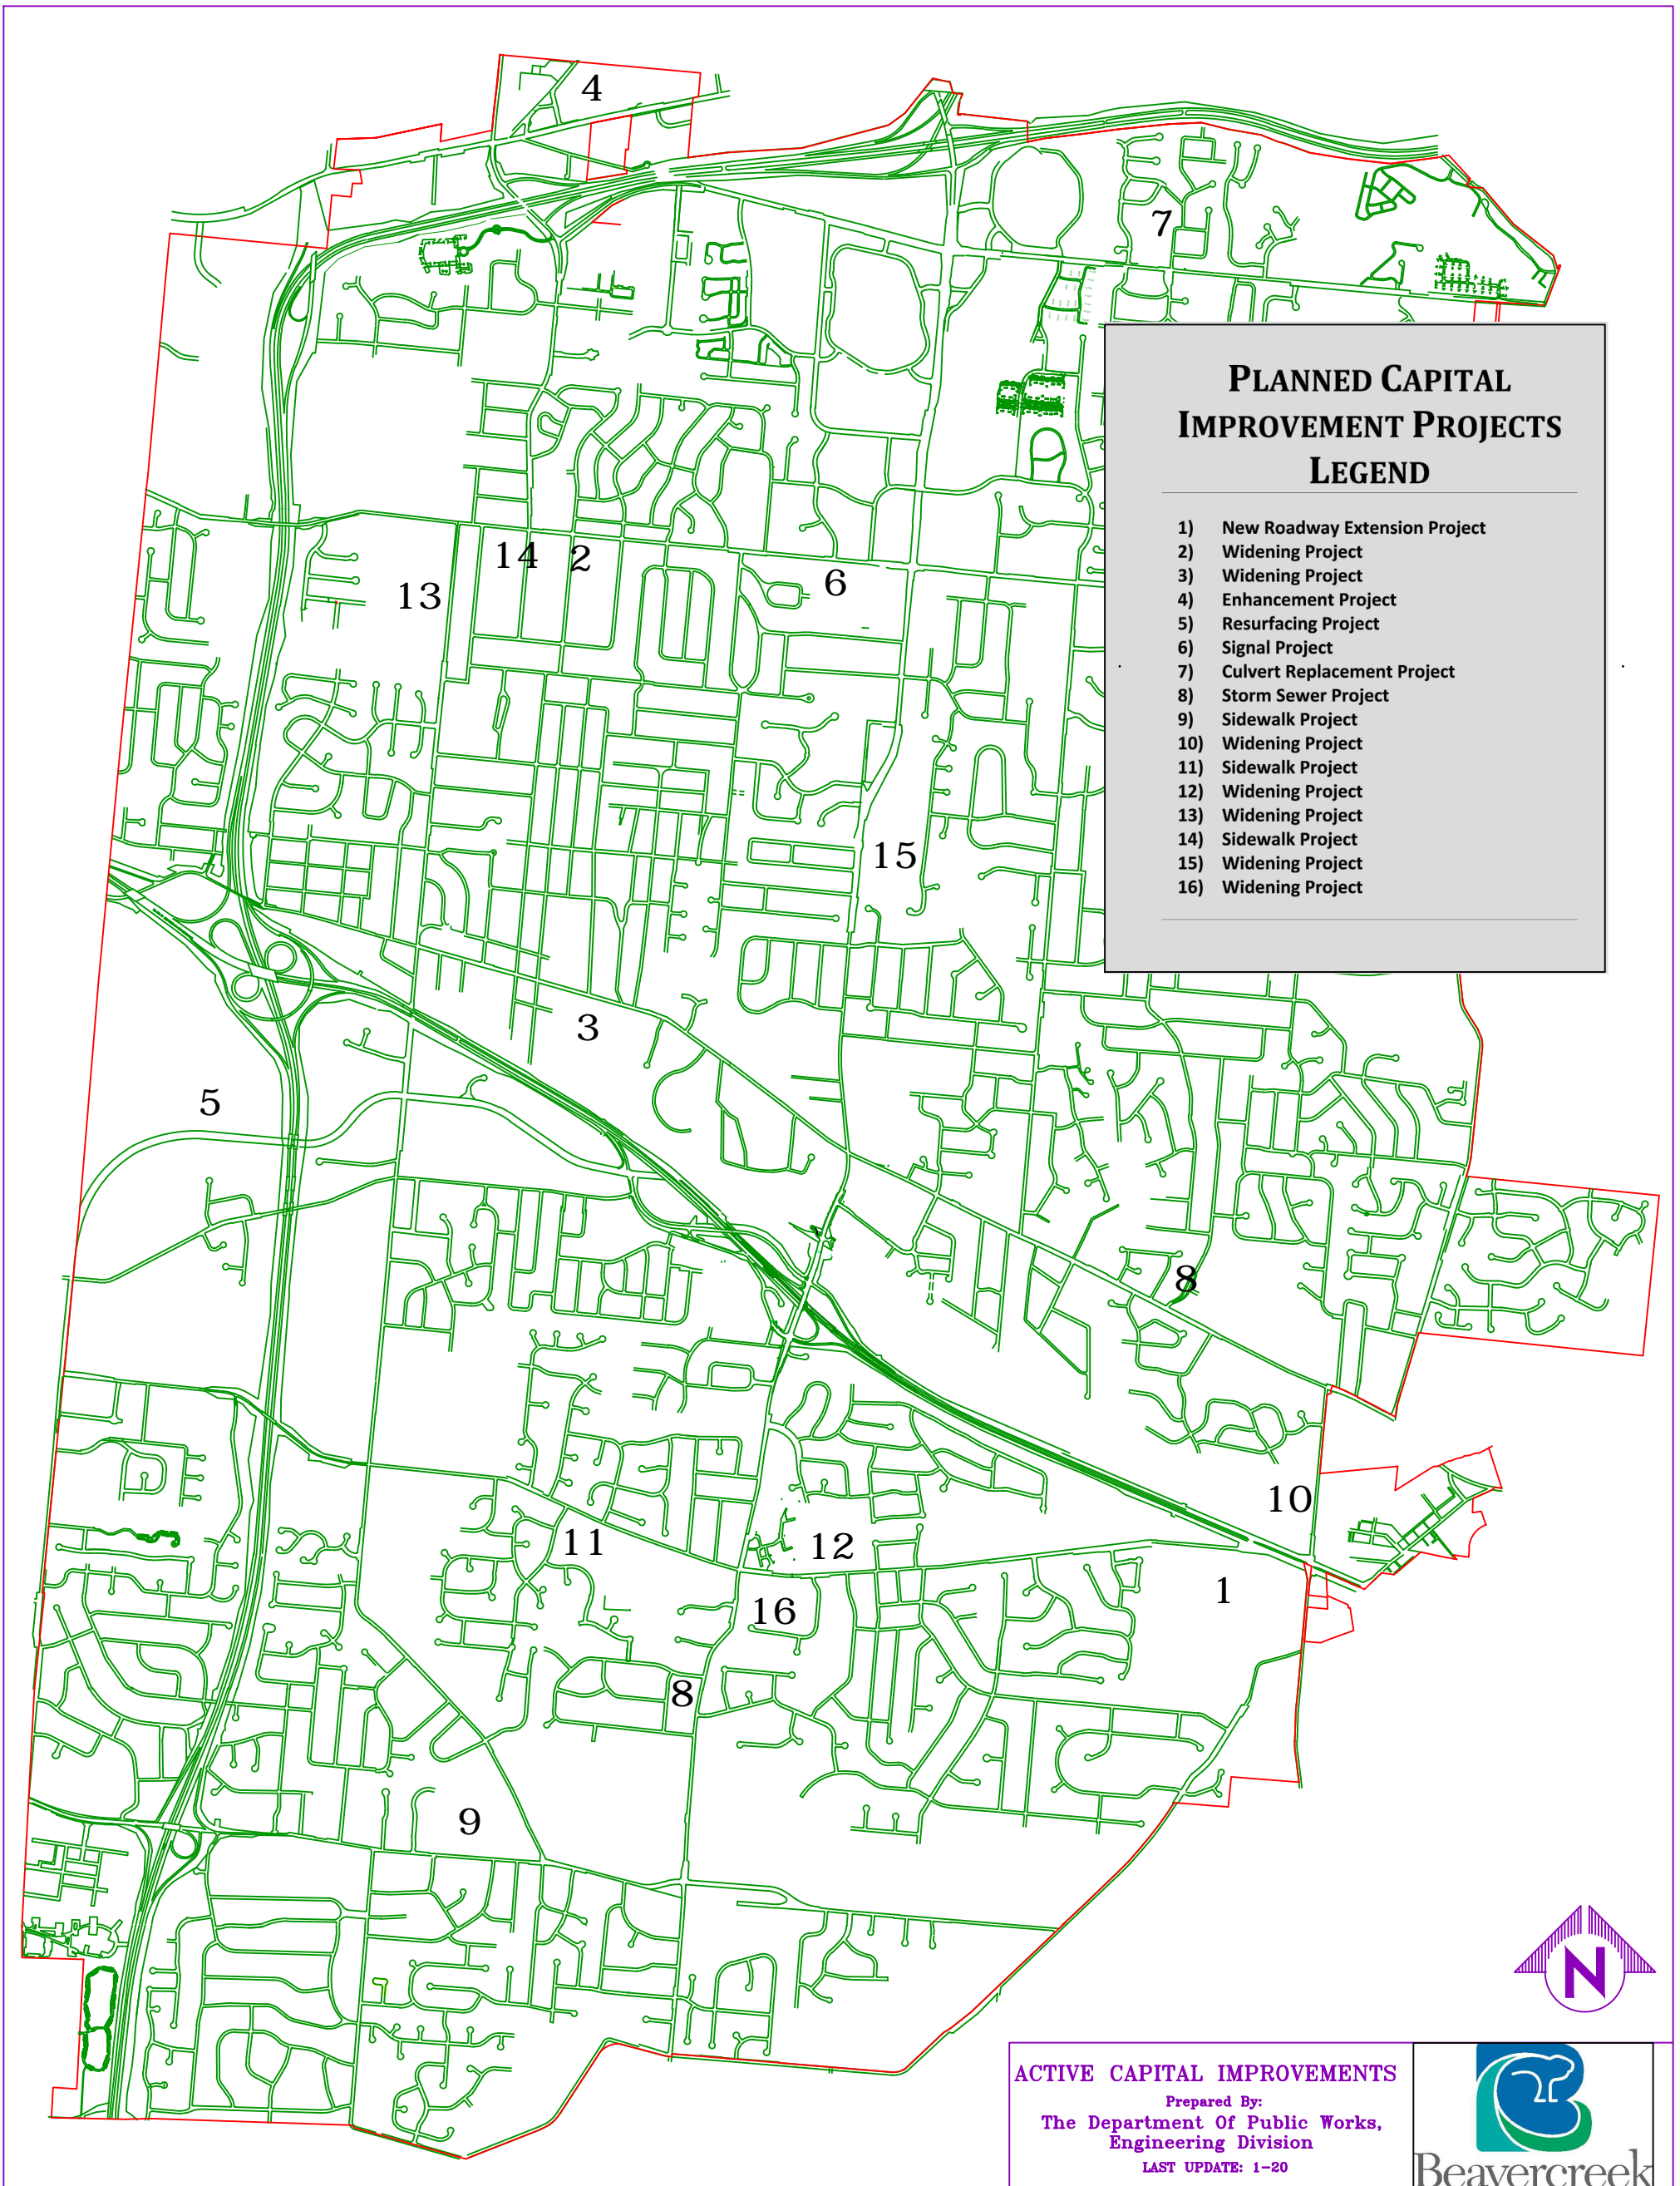 4
7
PLANNED CAPITAL
IMPROVEMENT PROJECTS
LEGEND
1) New Roadway Extension Project
2) Widening Project
3) Widening Project
4) Enhancement Project
5) Resurfacing Project
6) Signal Project
7) Culvert Replacement Project
8) Storm Sewer Project
9) Sidewalk Project
10) Widening Project
11) Sidewalk Project
12) Widening Project
13) Widening Project
14) Sidewalk Project
15) Widening Project
16) Widening Project
14 2
6
13
15
3
5
8
10
11
12
1
16
8
9
N
ACTIVE CAPITAL IMPROVEMENTS
Prepared By:
The Department Of Public Works,
Engineering Division
LAST UPDATE: 1-20
Beavercreek